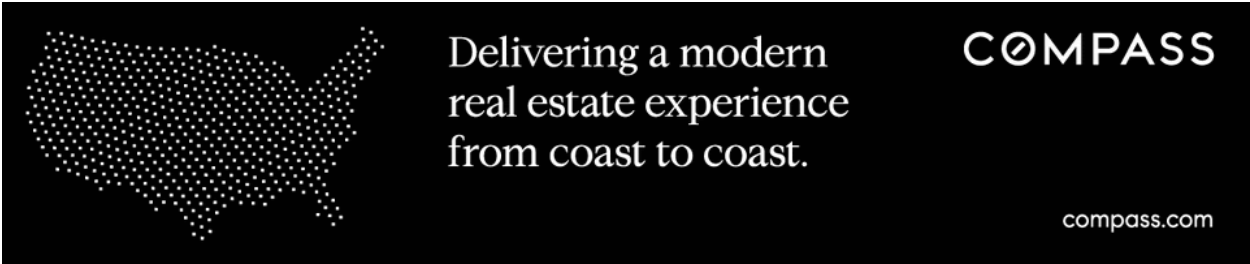 Delivering a modern
real estate experience
from coast to coast.
COMPASS
compass.com